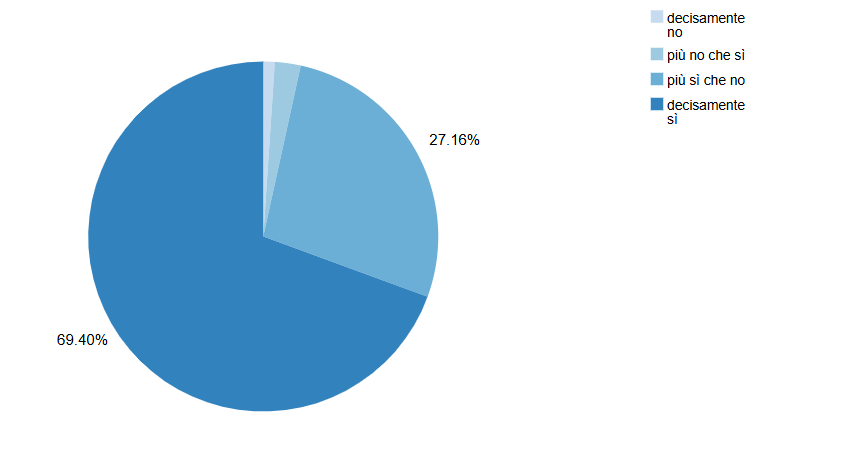 decisamente
no
più no che sì
più sì che no
decisamente
sì
27.16%
69.40%